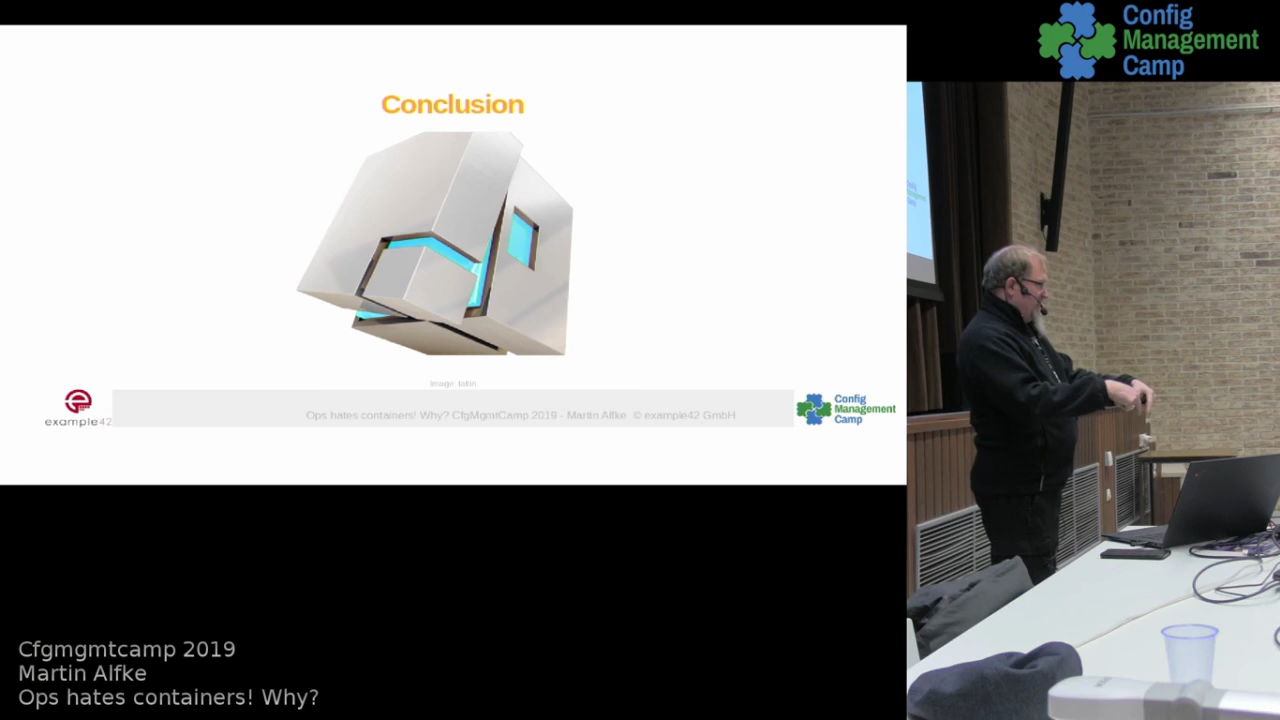 Config
Management
Camp
Conclusion
Image: tallin
example42
Ops hates containers! Why? CfgMgmtCamp 2019 - Martin Alfke © example42 GmbH
Config
Management
Camp
Cfgmgmtcamp 2019
Martin Alfke
Ops hates containers! Why?